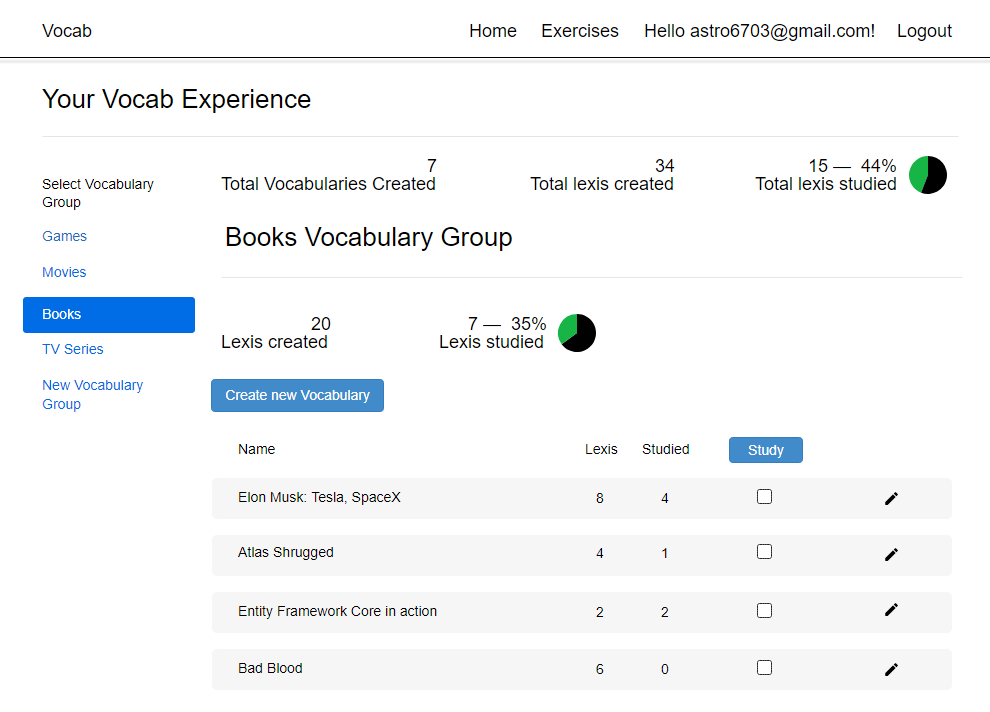 Vocab Home Exercises Hello astro6703@gmail.com! Logout
Your Vocab Experience
Select Vocabulary
Group
Games
Movies
Books
TV Series
New Vocabulary
Group
7
Total Vocabularies Created
34
Total lexis created
15 — 44%
Total lexis studied
Books Vocabulary Group
20
Lexis created
7 — 35%
Lexis studied
Create new Vocabulary
Name Lexis Studied Study
Elon Musk: Tesla, SpaceX 8 4
Atlas Shrugged 4 1
Entity Framework Core in action 2 2
Bad Blood 6 0